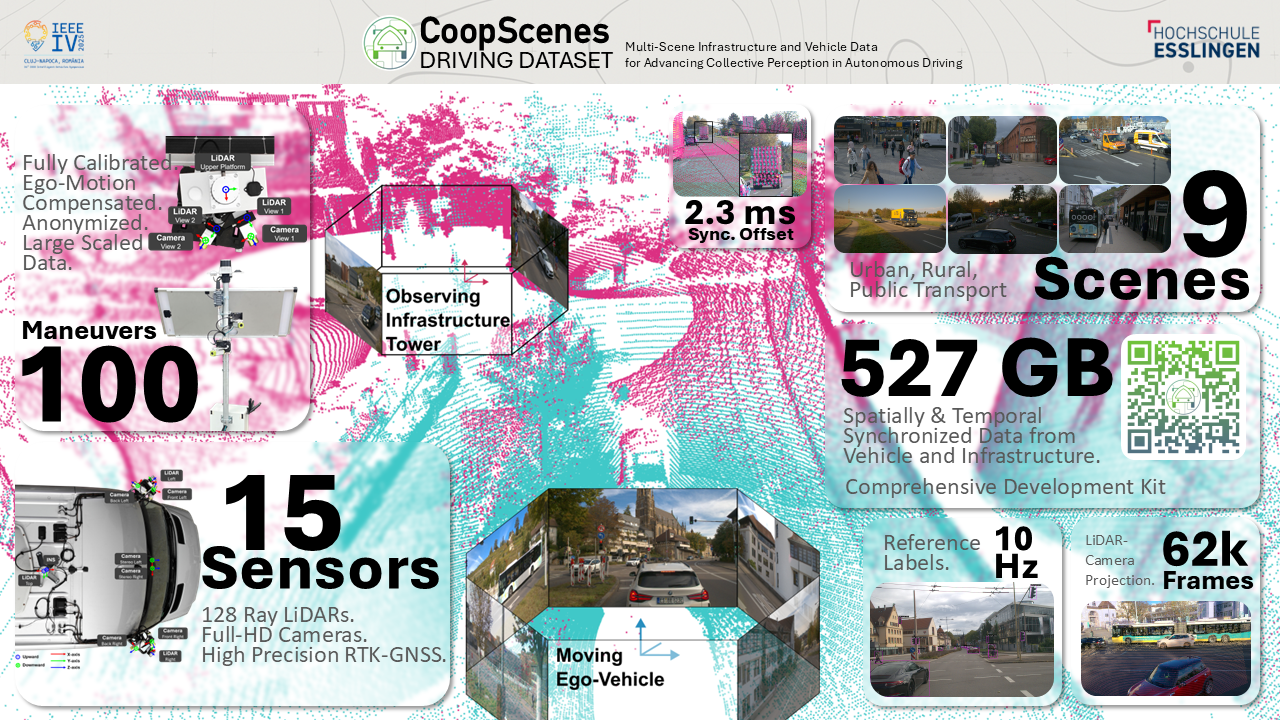 IEEE
IV
2025
CLUJ-NAPOCA, ROMÂNIA
CoopScenes
DRIVING DATASET
Multi-Scene Infrastructure and Vehicle Data
for Advancing Collective Perception in Autonomous Driving
HOCHSCHULE
ESSLINGEN
Fully Calibrated.
Ego-Motion
Compensated.
Anonymized.
Large Scaled
Data.
LiDAR
Upper Platform
LiDAR
View 2
LiDAR
View 1
Camera
View 2
Camera
View 1
Maneuvers
100
Observing
Infrastructure
Tower
2.3 ms
Sync. Offset
9
Scenes
Urban, Rural,
Public Transport
527 GB
Spatially & Temporal
Synchronized Data from
Vehicle and Infrastructure.
Comprehensive Development Kit
15
Sensors
128 Ray LiDARs.
Full-HD Cameras.
High Precision RTK-GNSS.
LiDAR
Left
Camera
Back Left
Camera
Front Left
INS
Camera
Stereo Left
Camera
Stereo Right
LiDAR
Top
Camera
Back Right
Camera
Front Right
LiDAR
Right
Upward
Downward
X-axis
Y-axis
Z-axis
Moving
Ego-Vehicle
Reference
Labels.
10
Hz
LiDAR-
Camera
Projection.
62k
Frames